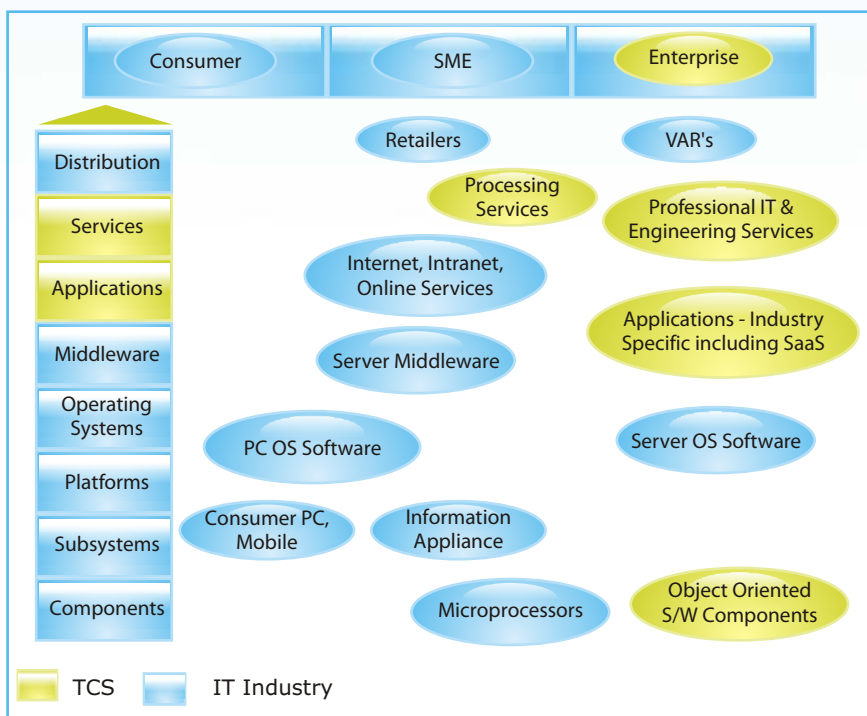 Consumer
SME
Enterprise
Distribution
Retailers
VAR's
Services
Processing
Services
Professional IT &
Engineering Services
Applications
Internet, Intranet,
Online Services
Applications - Industry
Specific including SaaS
Middleware
Server Middleware
Operating
Systems
PC OS Software
Server OS Software
Platforms
Subsystems
Consumer PC,
Mobile
Information
Appliance
Components
Microprocessors
Object Oriented
S/W Components
TCS
IT Industry